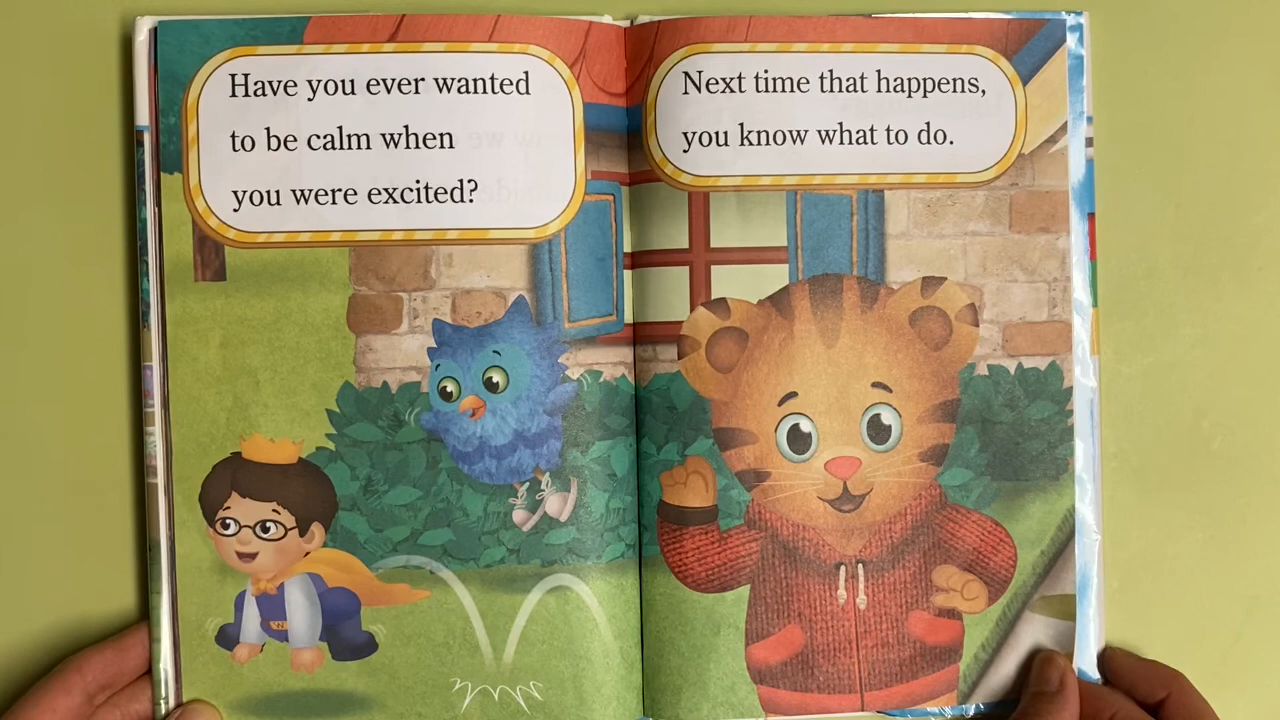 Have you ever wanted
to be calm when
you were excited?
Next time that happens,
you know what to do.